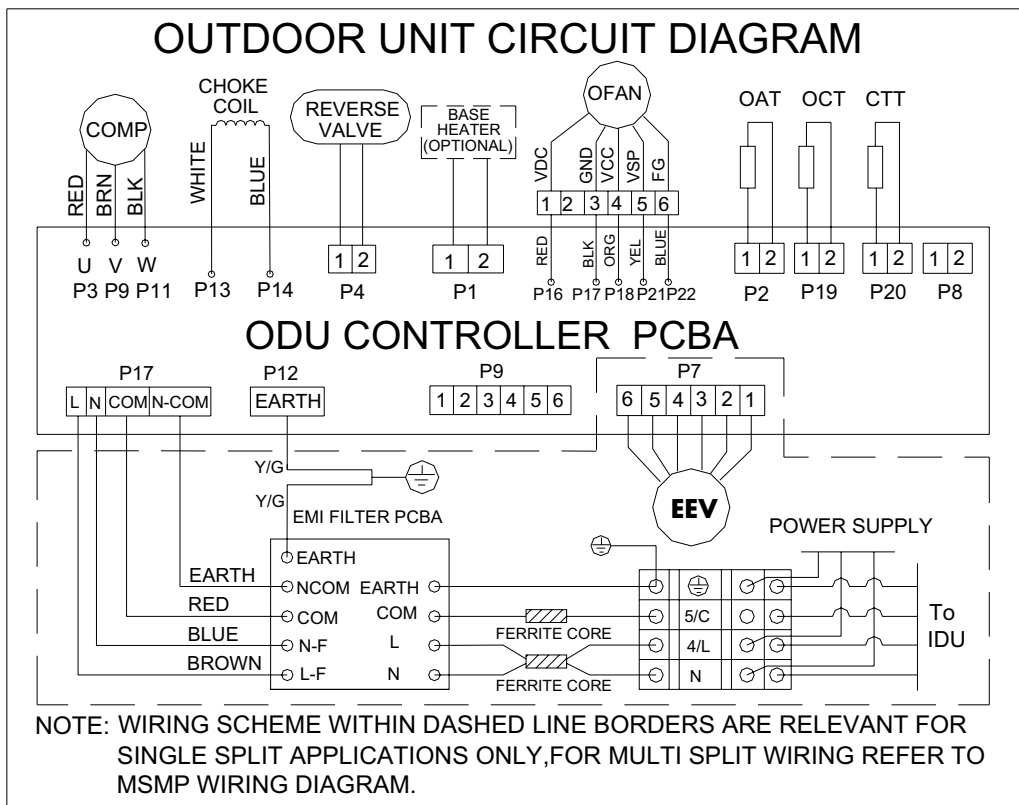 OUTDOOR UNIT CIRCUIT DIAGRAM
COMP
CHOKE
COIL
REVERSE
VALVE
BASE
HEATER
(OPTIONAL)
OFAN
OAT OCT CTT
RED BRN BLK
WHITE BLUE
VDC GND VCC VSP FG
1 2 3 4 5 6
RED BLK ORG YEL BLUE
U V W
P3 P9 P11 P13 P14
1 2
P4
1 2
P1
P16 P17 P18 P21 P22
1 2
P2
1 2
P19
1 2
P20
1 2
P8
ODU CONTROLLER PCBA
P17
L N COM N-COM
P12
EARTH
P9
1 2 3 4 5 6
P7
6 5 4 3 2 1
Y/G
Y/G
EEV
EMI FILTER PCBA
POWER SUPPLY
EARTH
EARTH NCOM EARTH
RED COM COM
BLUE N-F L
BROWN L-F N
FERRITE CORE
FERRITE CORE
5/C
4/L
N
To
IDU
NOTE: WIRING SCHEME WITHIN DASHED LINE BORDERS ARE RELEVANT FOR
SINGLE SPLIT APPLICATIONS ONLY,FOR MULTI SPLIT WIRING REFER TO
MSMP WIRING DIAGRAM.